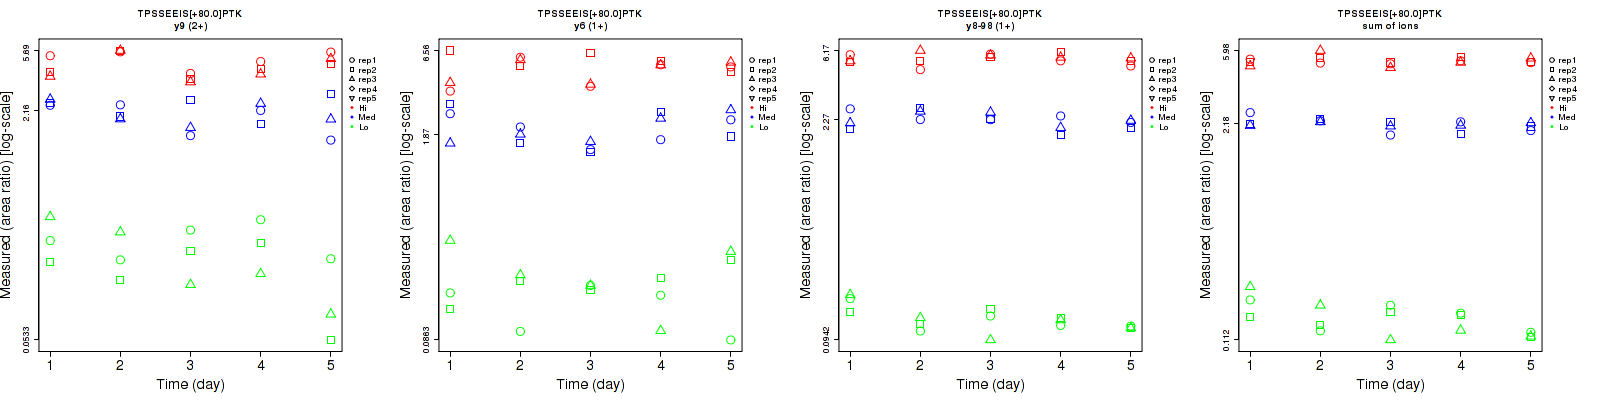 TPSSEEIS[+80.0]PTK
y9 (2+)
Measured (area ratio) [log-scale]
5.69
2.16
0.0533
1 2 3 4 5
Time (day)
rep1
rep2
rep3
rep4
rep5
Hi
Med
Lo
TPSSEEIS[+80.0]PTK
y6 (1+)
Measured (area ratio) [log-scale]
6.56
1.87
0.0863
1 2 3 4 5
Time (day)
rep1
rep2
rep3
rep4
rep5
Hi
Med
Lo
TPSSEEIS[+80.0]PTK
y8-98 (1+)
Measured (area ratio) [log-scale]
6.17
2.27
0.0942
1 2 3 4 5
Time (day)
rep1
rep2
rep3
rep4
rep5
Hi
Med
Lo
TPSSEEIS[+80.0]PTK
sum of ions
Measured (area ratio) [log-scale]
5.98
2.18
0.112
1 2 3 4 5
Time (day)
rep1
rep2
rep3
rep4
rep5
Hi
Med
Lo